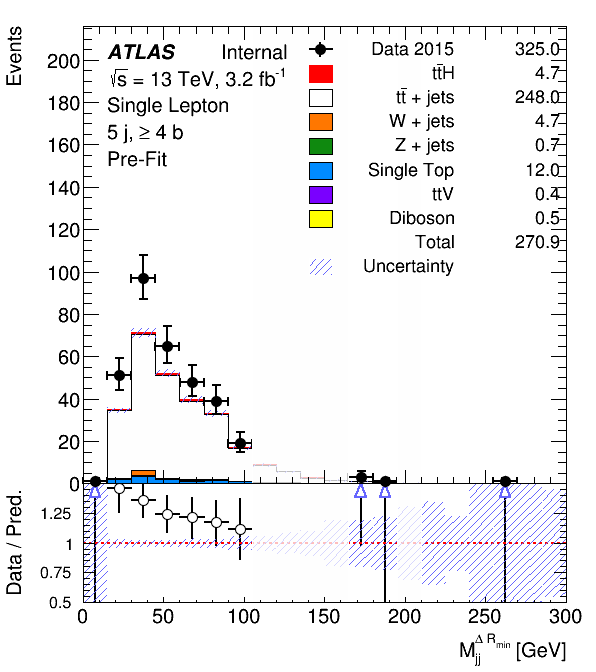 Events
ATLAS Internal
√s = 13 TeV, 3.2 fb⁻¹
Single Lepton
5 j, ≥ 4 b
Pre-Fit
Data 2015 325.0
tt̄H 4.7
tt̄ + jets 248.0
W + jets 4.7
Z + jets 0.7
Single Top 12.0
ttV 0.4
Diboson 0.5
Total 270.9
Uncertainty
200
180
160
140
120
100
80
60
40
20
0
Data / Pred.
1.25
1
0.75
0.5
0 50 100 150 200 250 300
M_jj^Δ R_min [GeV]